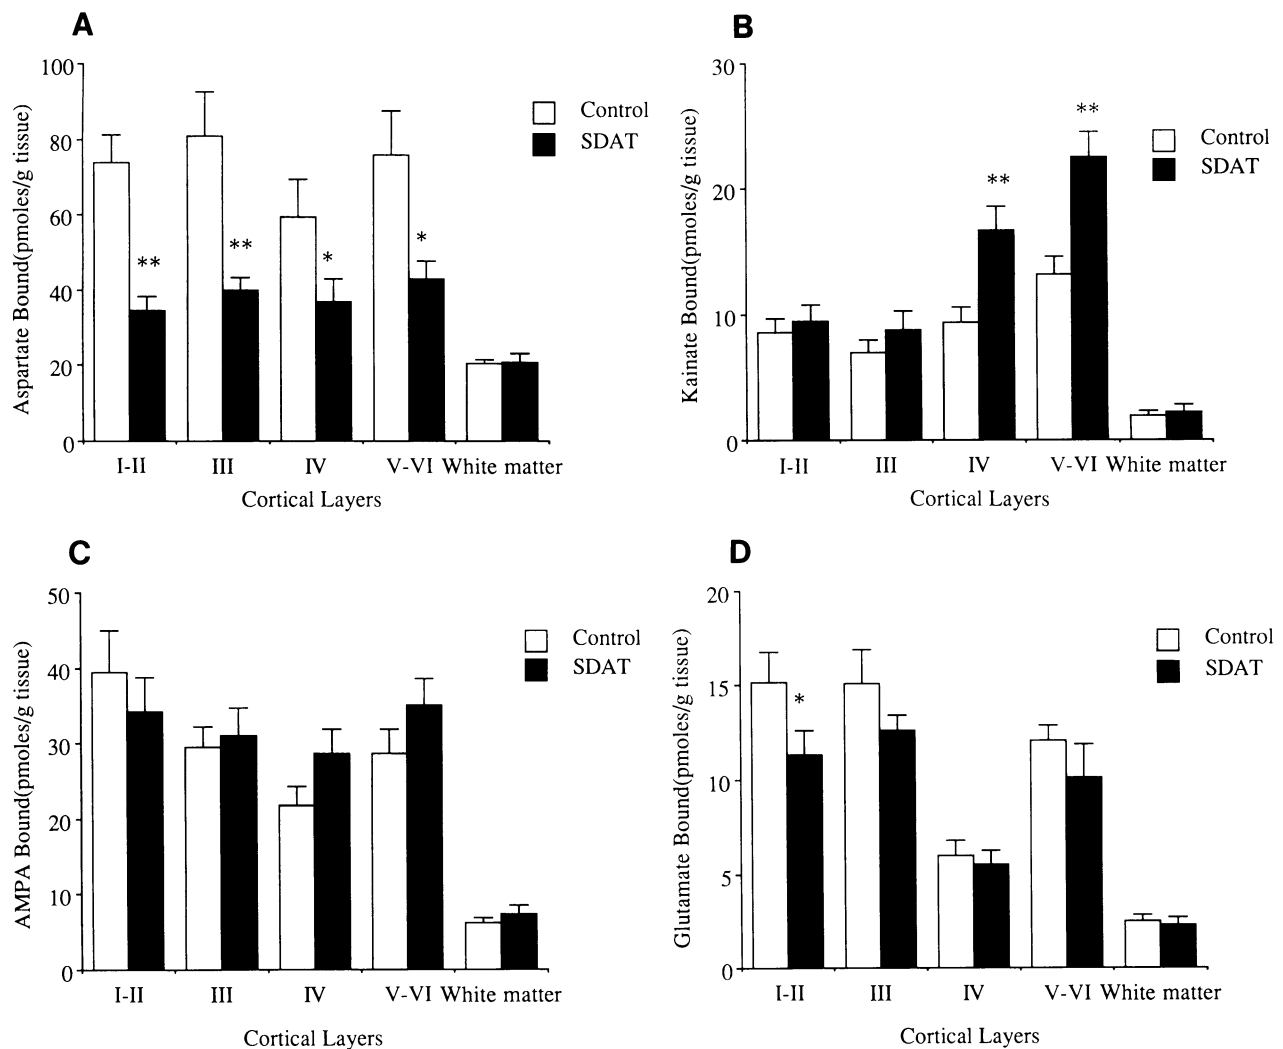 A
Aspartate Bound(pmoles/g tissue)
100
80
60
40
20
0
Control
SDAT
**
**
*
*
I-II III IV V-VI White matter
Cortical Layers
B
Kainate Bound(pmoles/g tissue)
30
20
10
0
Control
SDAT
**
**
I-II III IV V-VI White matter
Cortical Layers
C
AMPA Bound(pmoles/g tissue)
50
40
30
20
10
0
Control
SDAT
I-II III IV V-VI White matter
Cortical Layers
D
Glutamate Bound(pmoles/g tissue)
20
15
10
5
0
Control
SDAT
*
I-II III IV V-VI White matter
Cortical Layers